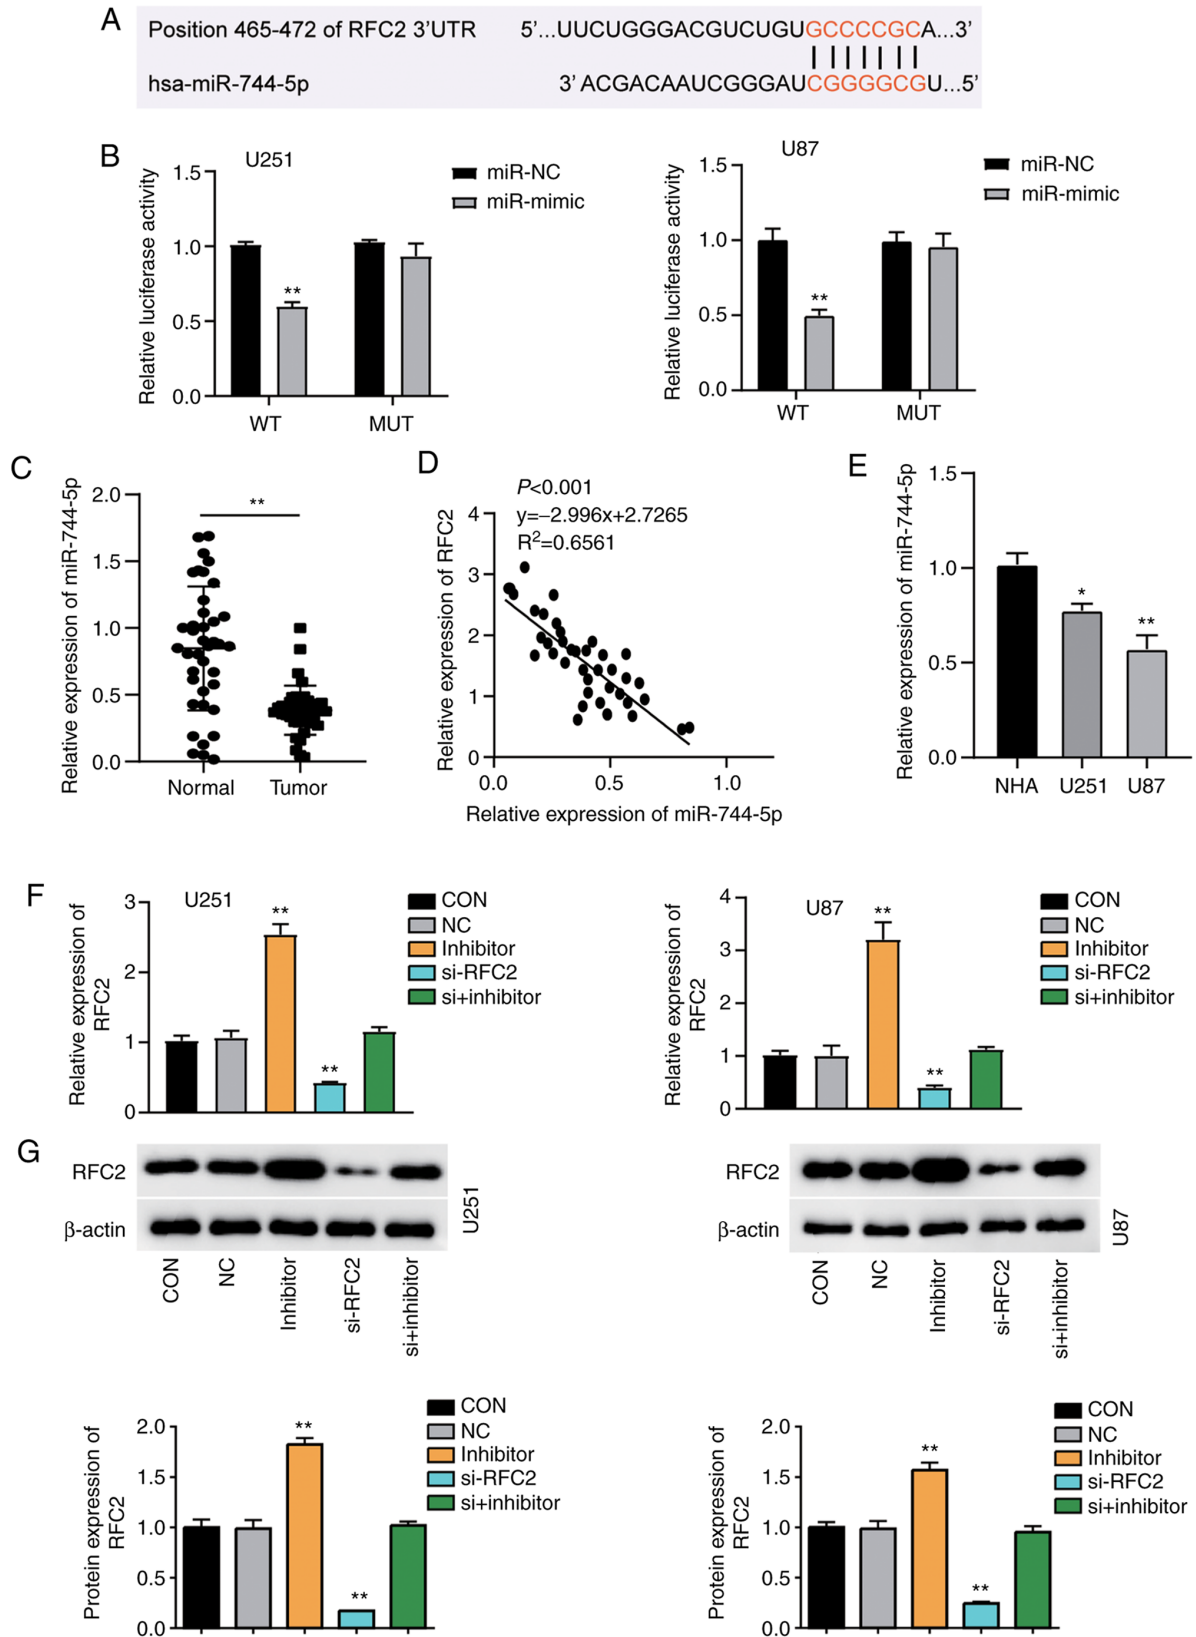 A
Position 465-472 of RFC2 3’UTR 5’...UUCUGGGACGUCUGUGCCCCGCA...3’
hsa-miR-744-5p 3’ ACGACAAUCGGGAUCGGGGCGU...5’
B
U251
Relative luciferase activity
1.5
1.0
0.5
0.0
**
WT MUT
miR-NC
miR-mimic
U87
Relative luciferase activity
1.5
1.0
0.5
0.0
**
WT MUT
miR-NC
miR-mimic
C
Relative expression of miR-744-5p
2.0
1.5
1.0
0.5
0.0
**
Normal Tumor
D
P<0.001
y=−2.996x+2.7265
R²=0.6561
Relative expression of RFC2
4
3
2
1
0
0.0 0.5 1.0
Relative expression of miR-744-5p
E
Relative expression of miR-744-5p
1.5
1.0
0.5
0.0
*
**
NHA U251 U87
F
U251
Relative expression of
RFC2
3
2
1
0
**
**
CON
NC
Inhibitor
si-RFC2
si+inhibitor
U87
Relative expression of
RFC2
4
3
2
1
0
**
**
CON
NC
Inhibitor
si-RFC2
si+inhibitor
G
RFC2
β-actin
U251
CON
NC
Inhibitor
si-RFC2
si+inhibitor
RFC2
β-actin
U87
CON
NC
Inhibitor
si-RFC2
si+inhibitor
Protein expression of
RFC2
2.0
1.5
1.0
0.5
0.0
**
**
CON
NC
Inhibitor
si-RFC2
si+inhibitor
Protein expression of
RFC2
2.0
1.5
1.0
0.5
0.0
**
**
CON
NC
Inhibitor
si-RFC2
si+inhibitor